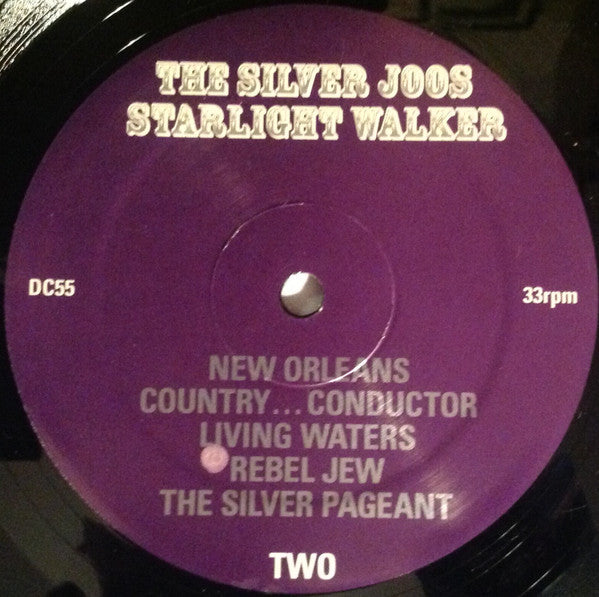 THE SILVER JOOS
STARLIGHT WALKER
DC55
33rpm
NEW ORLEANS
COUNTRY... CONDUCTOR
LIVING WATERS
REBEL JEW
THE SILVER PAGEANT
TWO